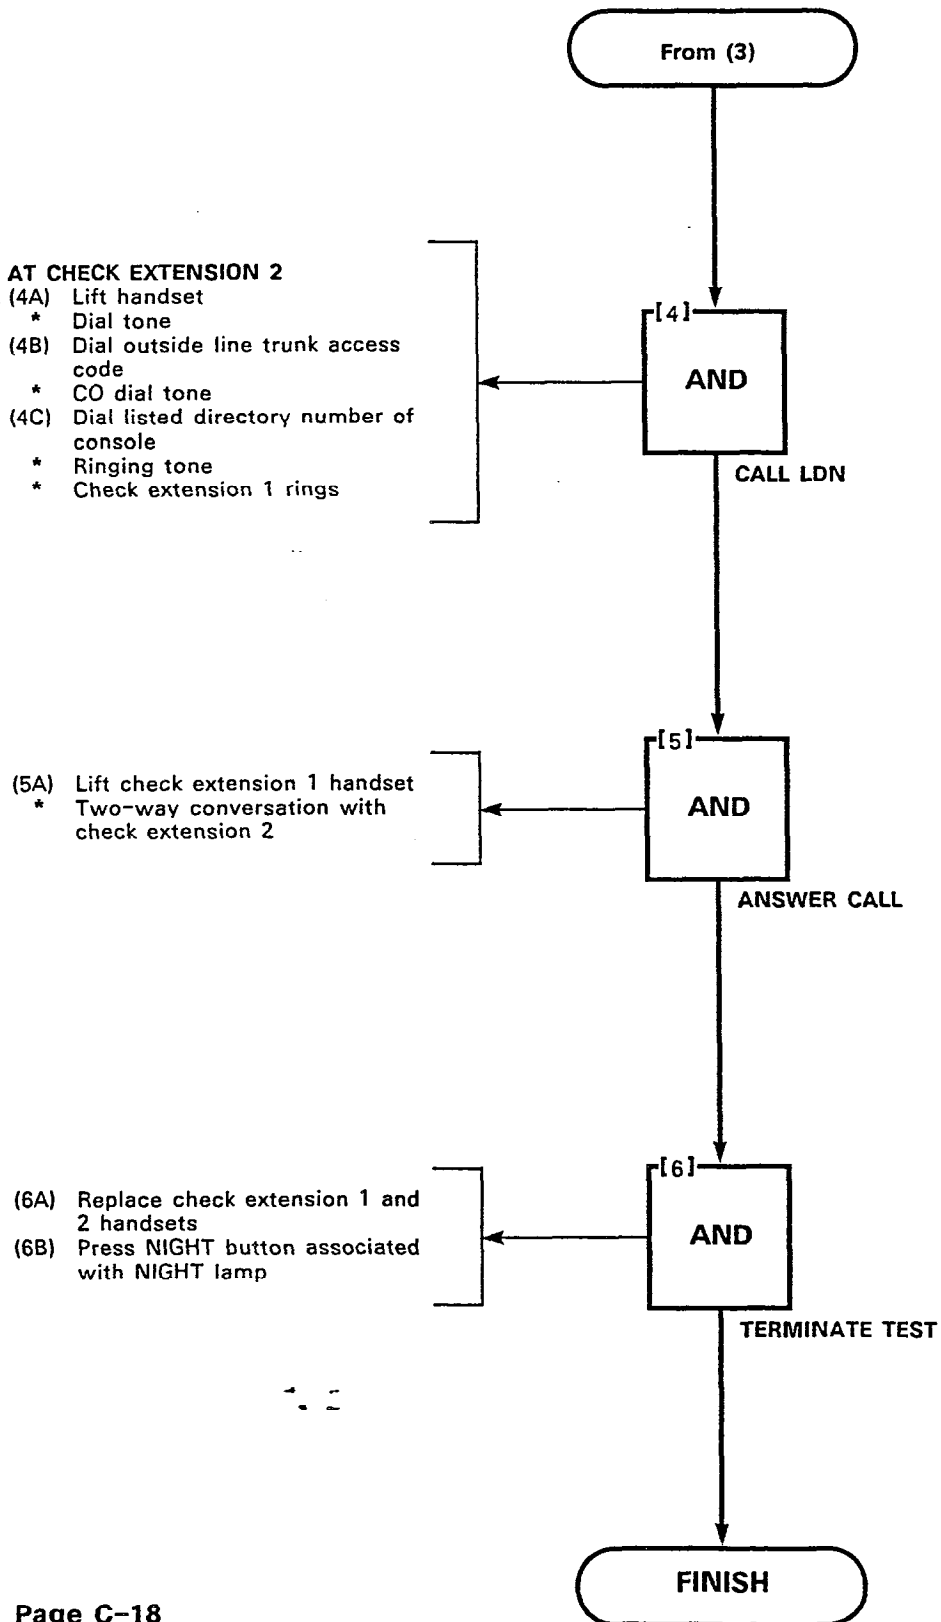 From (3)
AT CHECK EXTENSION 2
(4A) Lift handset
* Dial tone
(4B) Dial outside line trunk access
code
* CO dial tone
(4C) Dial listed directory number of
console
* Ringing tone
* Check extension 1 rings
[4]
AND
CALL LDN
(5A) Lift check extension 1 handset
* Two-way conversation with
check extension 2
[5]
AND
ANSWER CALL
(6A) Replace check extension 1 and
2 handsets
(6B) Press NIGHT button associated
with NIGHT lamp
[6]
AND
TERMINATE TEST
FINISH
Page C-18